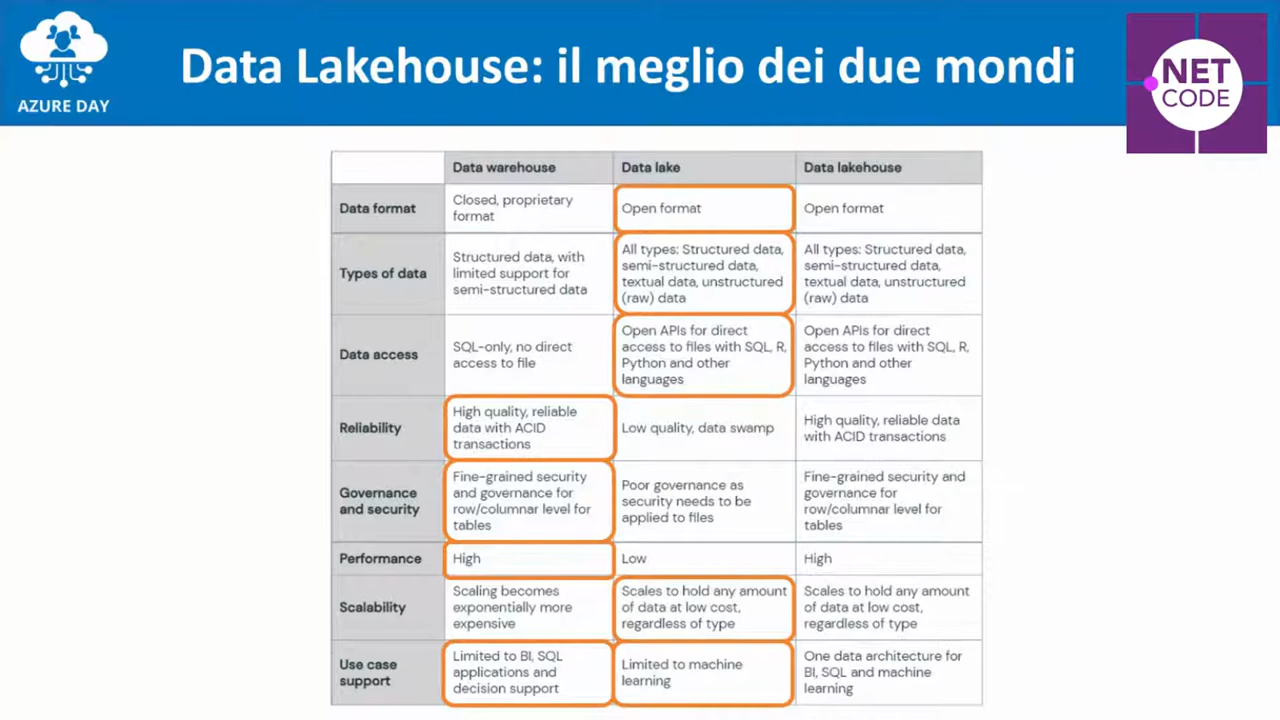 Data Lakehouse: il meglio dei due mondi
AZURE DAY
NET
CODE
Data warehouse
Data lake
Data lakehouse
Data format
Closed, proprietary
format
Open format
Open format
Types of data
Structured data, with
limited support for
semi-structured data
All types: Structured data,
semi-structured data,
textual data, unstructured
(raw) data
All types: Structured data,
semi-structured data,
textual data, unstructured
(raw) data
Data access
SQL-only, no direct
access to file
Open APIs for direct
access to files with SQL, R,
Python and other
languages
Open APIs for direct
access to files with SQL, R,
Python and other
languages
Reliability
High quality, reliable
data with ACID
transactions
Low quality, data swamp
High quality, reliable data
with ACID transactions
Governance
and security
Fine-grained security
and governance for
row/columnar level for
tables
Poor governance as
security needs to be
applied to files
Fine-grained security and
governance for
row/columnar level for
tables
Performance
High
Low
High
Scalability
Scaling becomes
exponentially more
expensive
Scales to hold any amount
of data at low cost,
regardless of type
Scales to hold any amount
of data at low cost,
regardless of type
Use case
support
Limited to BI, SQL
applications and
decision support
Limited to machine
learning
One data architecture for
BI, SQL and machine
learning